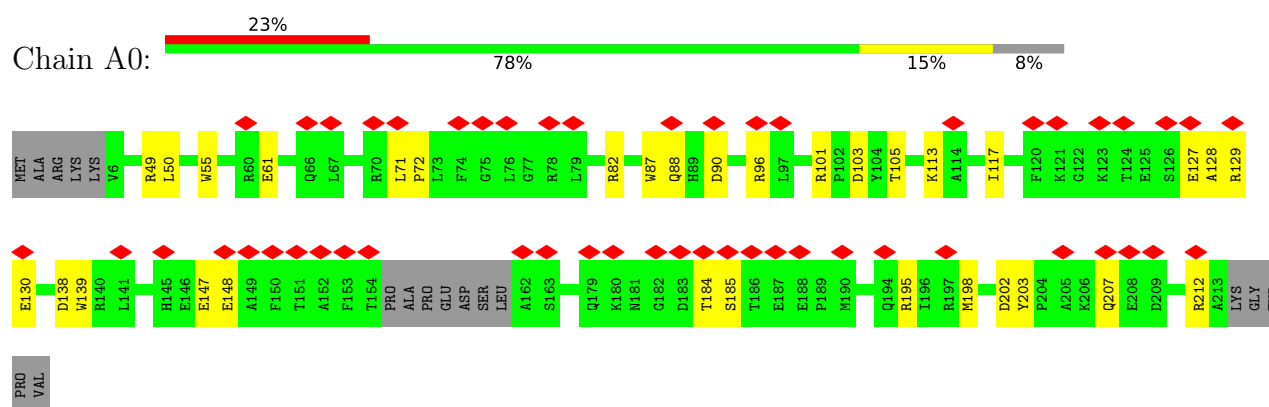 23%
Chain A0:
78% 15% 8%
MET ALA ARG LYS LYS V6 R49 L50 W55 R60 E61 Q66 L67 R70 L71 P72 L73 F74 G75 L76 G77 R78 L79 R82 W87 Q88 H89 D90 R96 L97 R101 P102 D103 Y104 T105 K113 A114 I117 F120 K121 G122 K123 T124 E125 S126 E127 A128 R129
E130 D138 W139 R140 L141 H145 E146 E147 E148 A149 F150 T151 A152 F153 T154 PRO ALA PRO GLU ASP SER LEU A162 S163 Q179 K180 N181 G182 D183 T184 S185 T186 E187 E188 P189 M190 Q194 R195 I196 R197 M198 D202 Y203 P204 A205 K206 Q207 E208 D209 R212 A213 LYS GLY
PRO VAL